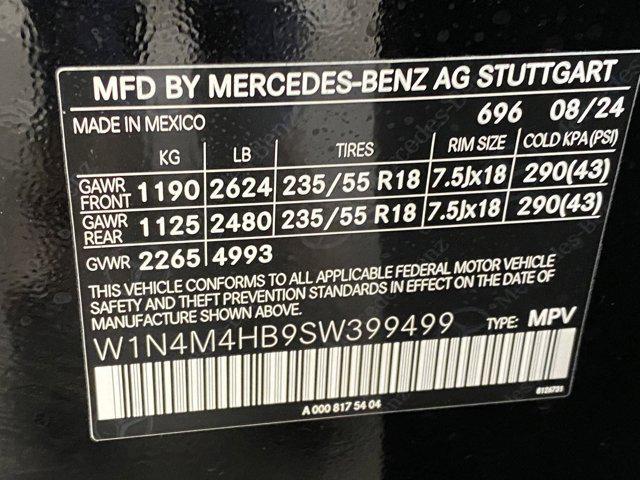 MFD BY MERCEDES-BENZ AG STUTTGART
696 08/24
MADE IN MEXICO
KG LB TIRES RIM SIZE COLD KPA(PSI)
GAWR FRONT 1190 2624 235/55 R18 7.5Jx18 290(43)
GAWR REAR 1125 2480 235/55 R18 7.5Jx18 290(43)
GVWR 2265 4993
THIS VEHICLE CONFORMS TO ALL APPLICABLE FEDERAL MOTOR VEHICLE
SAFETY AND THEFT PREVENTION STANDARDS IN EFFECT ON THE DATE OF
MANUFACTURE SHOWN ABOVE.
W1N4M4HB9SW399499 TYPE: MPV
A 000 817 54 04